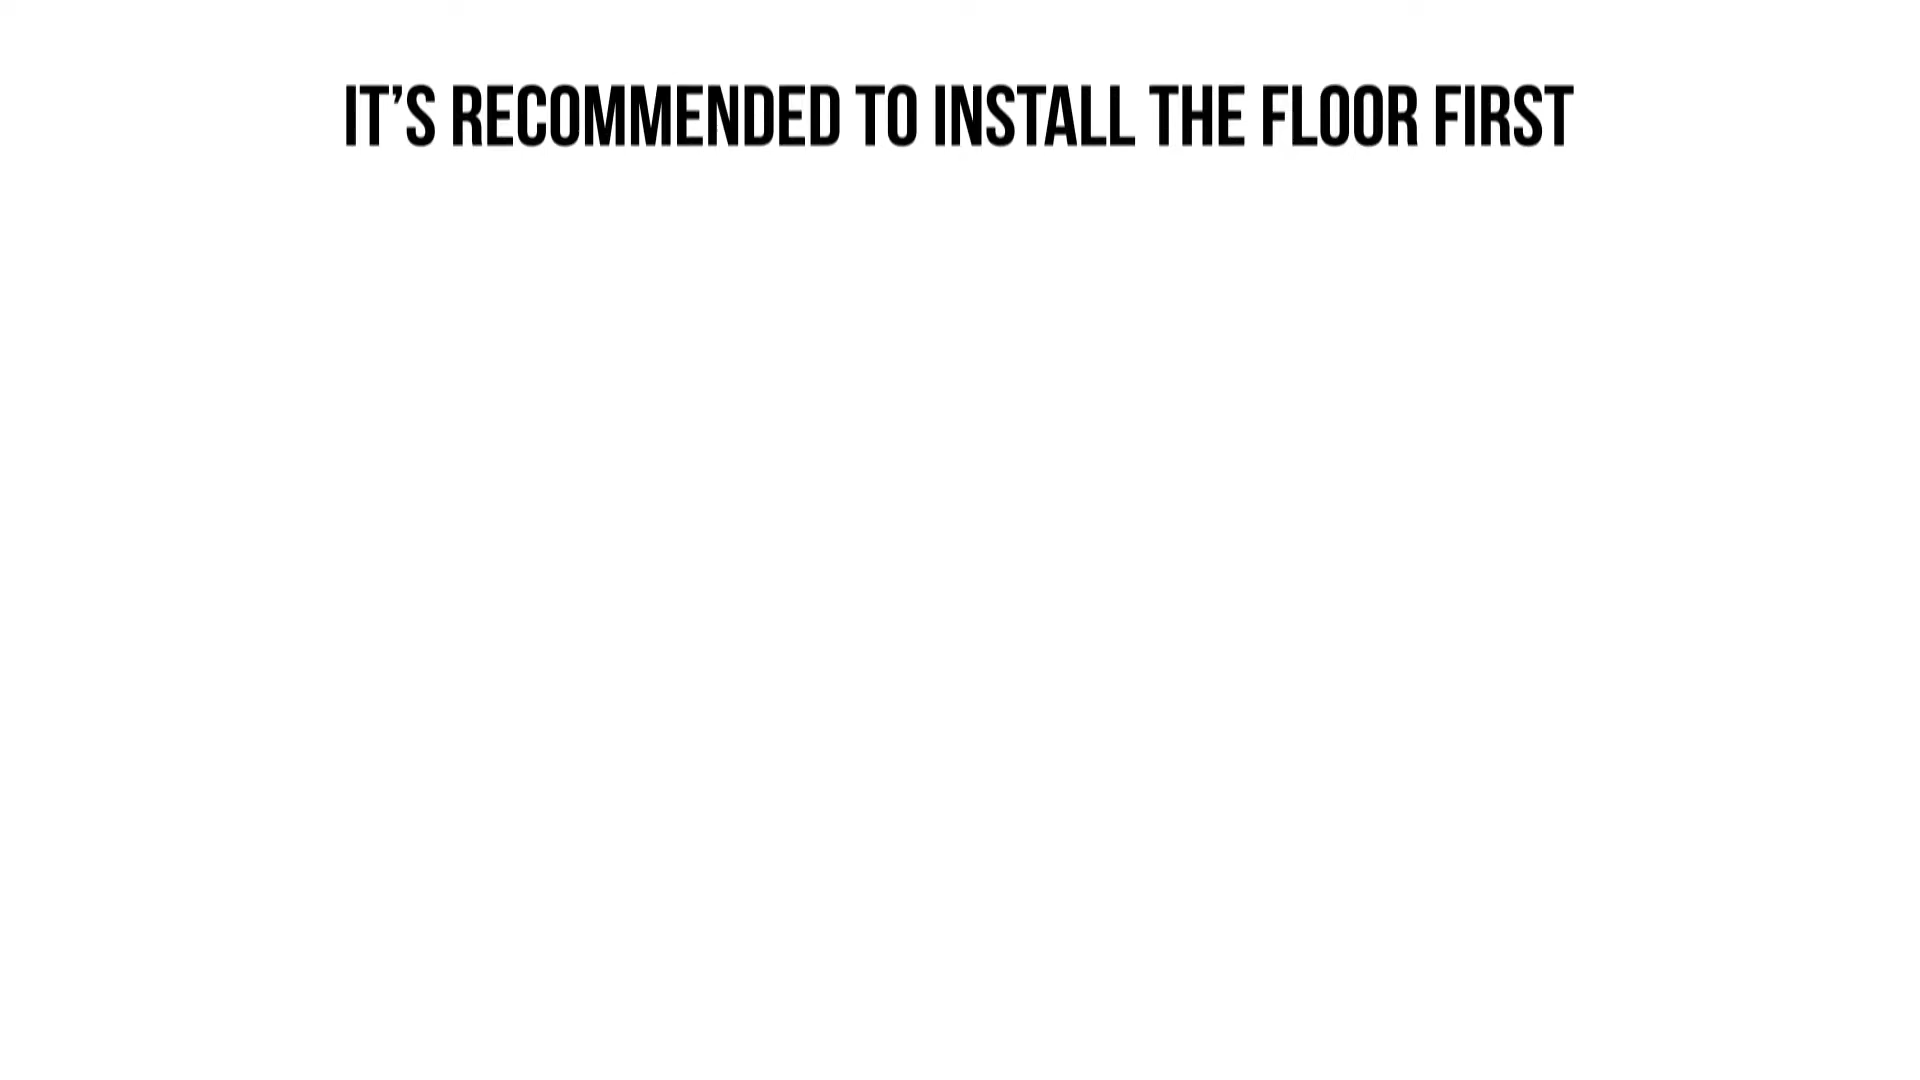 IT’S RECOMMENDED TO INSTALL THE FLOOR FIRST